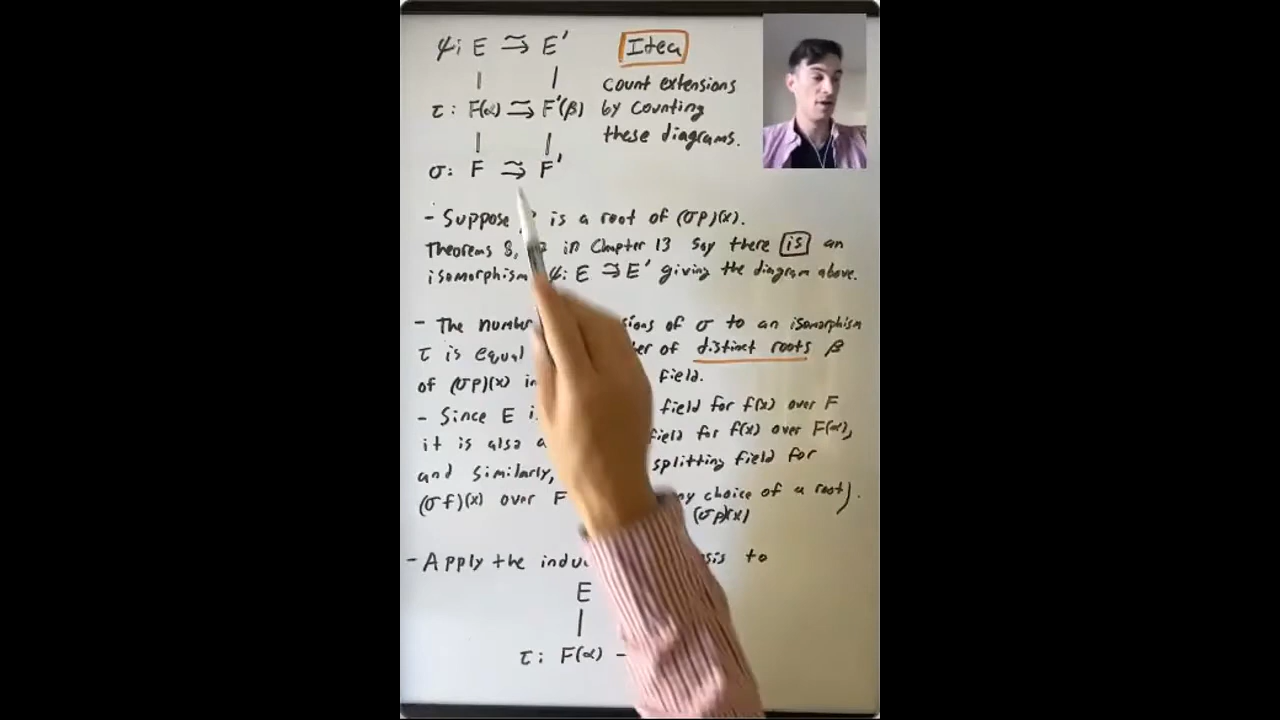 ψ: E ⥲ E' Idea
| | count extensions
τ: F(α) ⥲ F'(β) by counting
| | these diagrams.
σ: F ⥲ F'
- Suppose is a root of (σp)(x).
Theorems 8, in Chapter 13 say there is an
isomorphism ψ: E ⥲ E' giving the diagram above.
- The number of σ to an isomorphism
τ is equal of distinct roots β
of (σp)(x) field.
- Since E field for f(x) over F
it is also a field for f(x) over F(α),
and similarly, splitting field for
(σf)(x) over F choice of a root).
(σp)(x)
- Apply the to
E
|
τ: F(α) -